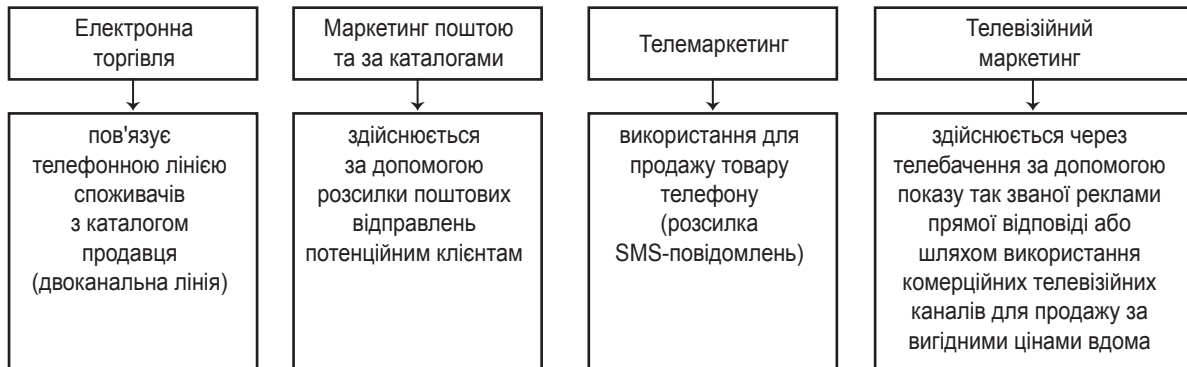 Електронна
торгівля
Маркетинг поштою
та за каталогами
Телемаркетинг
Телевізійний
маркетинг
пов'язує
телефонною лінією
споживачів
з каталогом
продавця
(двоканальна лінія)
здійснюється
за допомогою
розсилки поштових
відправлень
потенційним клієнтам
використання для
продажу товару
телефону
(розсилка
SMS-повідомлень)
здійснюється через
телебачення за допомогою
показу так званої реклами
прямої відповіді або
шляхом використання
комерційних телевізійних
каналів для продажу за
вигідними цінами вдома